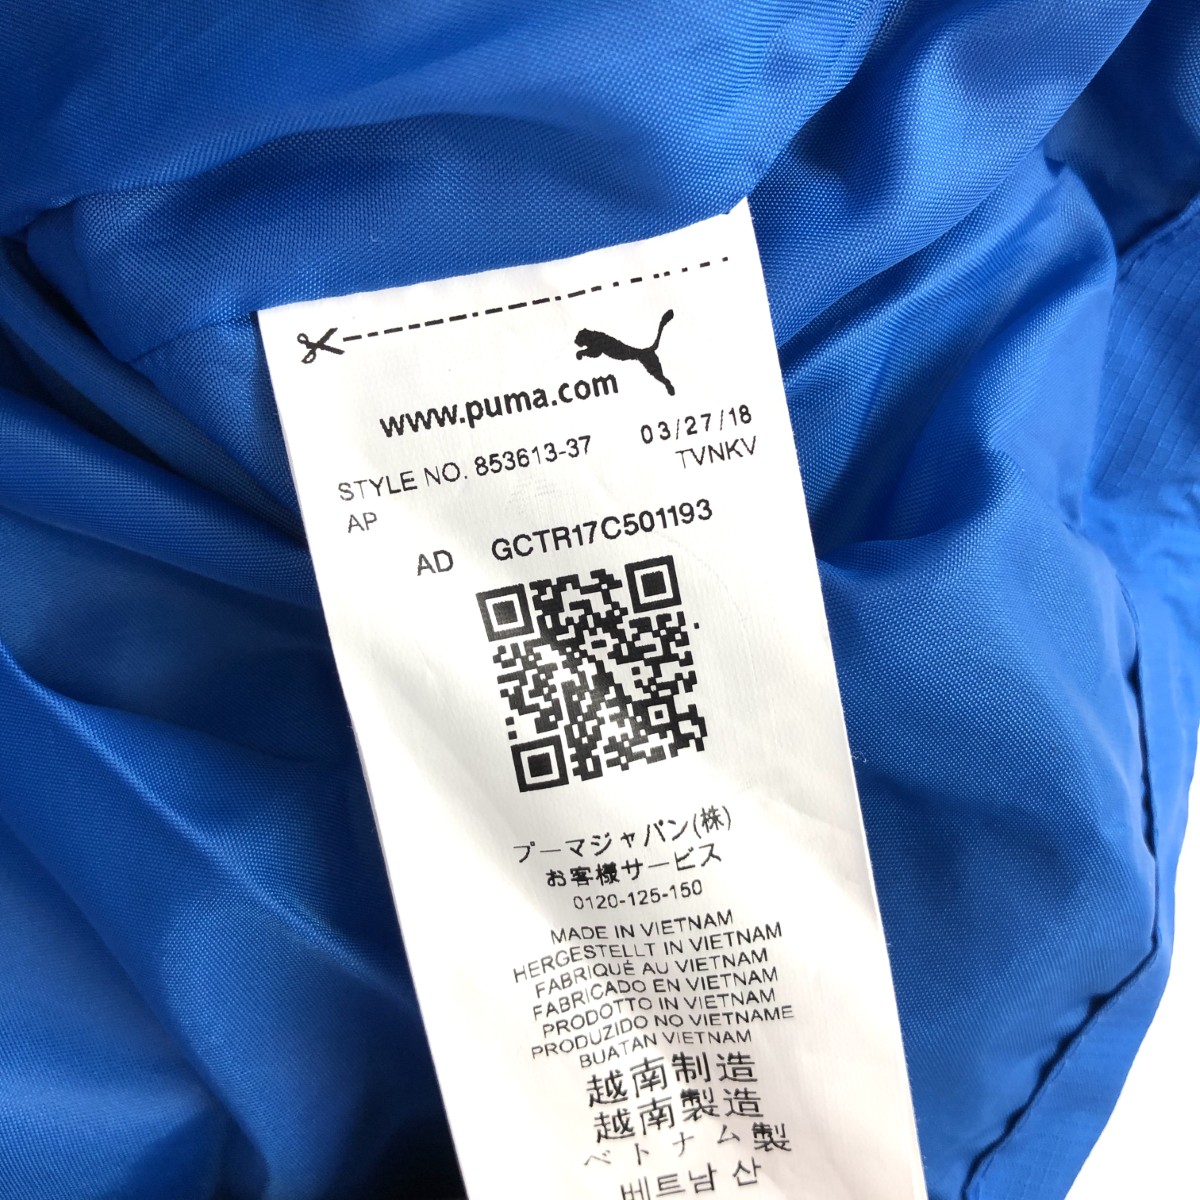 www.puma.com
STYLE NO. 853613-37 03/27/18
AP TVNKV
AD GCTR17C501193
プーマジャパン(株)
お客様サービス
0120-125-150
MADE IN VIETNAM
HERGESTELLT IN VIETNAM
FABRIQUÉ AU VIETNAM
FABRICADO EN VIETNAM
PRODOTTO IN VIETNAM
PRODUZIDO NO VIETNAME
BUATAN VIETNAM
越南制造
越南製造
ベトナム製
베트남 산